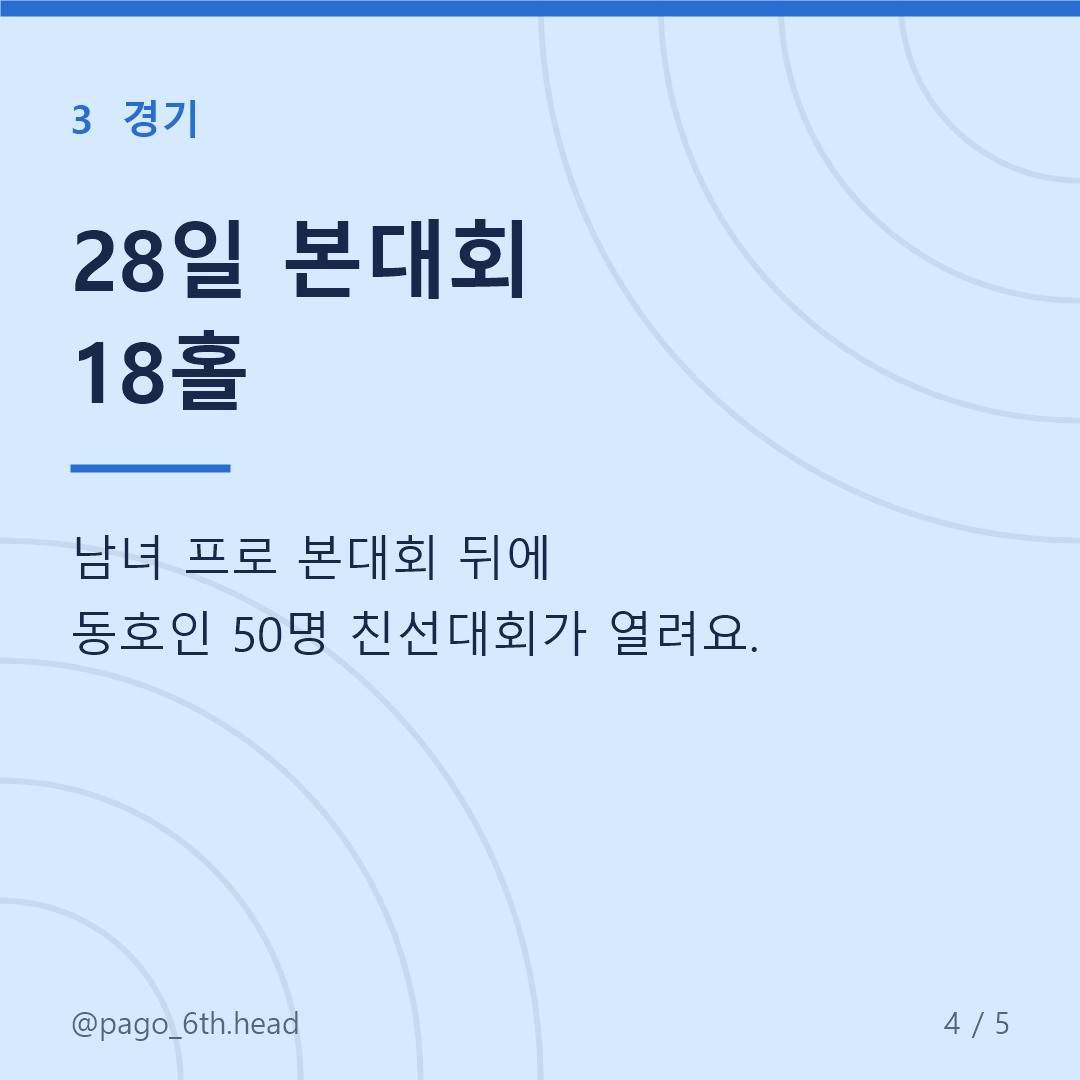 3 경기
28일 본대회
18홀
남녀 프로 본대회 뒤에
동호인 50명 친선대회가 열려요.
@pago_6th.head
4 / 5